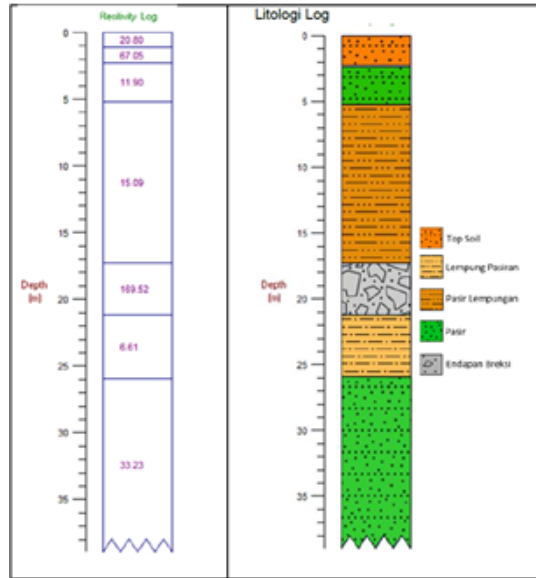 Resitivity Log
0
5
10
15
20
25
30
35
Depth
[m]
20.80
67.05
11.90
15.09
169.52
6.61
33.23
Litologi Log
0
5
10
15
20
25
30
35
Depth
[m]
Top Soil
Lempung Pasiran
Pasir Lempungan
Pasir
Endapan Breksi